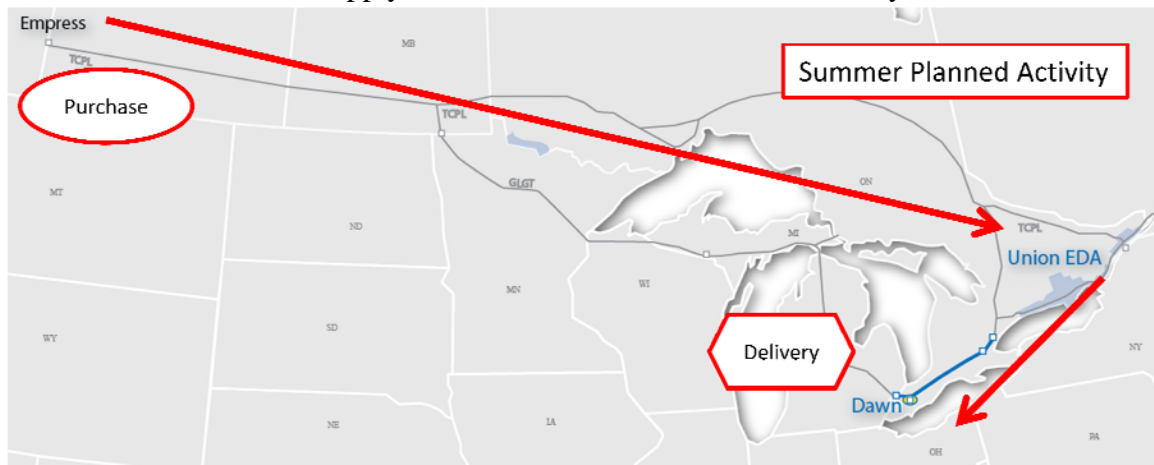 Empress
MB
TCPL
Summer Planned Activity
Purchase
TCPL
GLGT
ON
MT
ND
MI
TCPL
Union EDA
MN
WI
SD
WY
Delivery
NY
Dawn
NE
IA
PA
OH